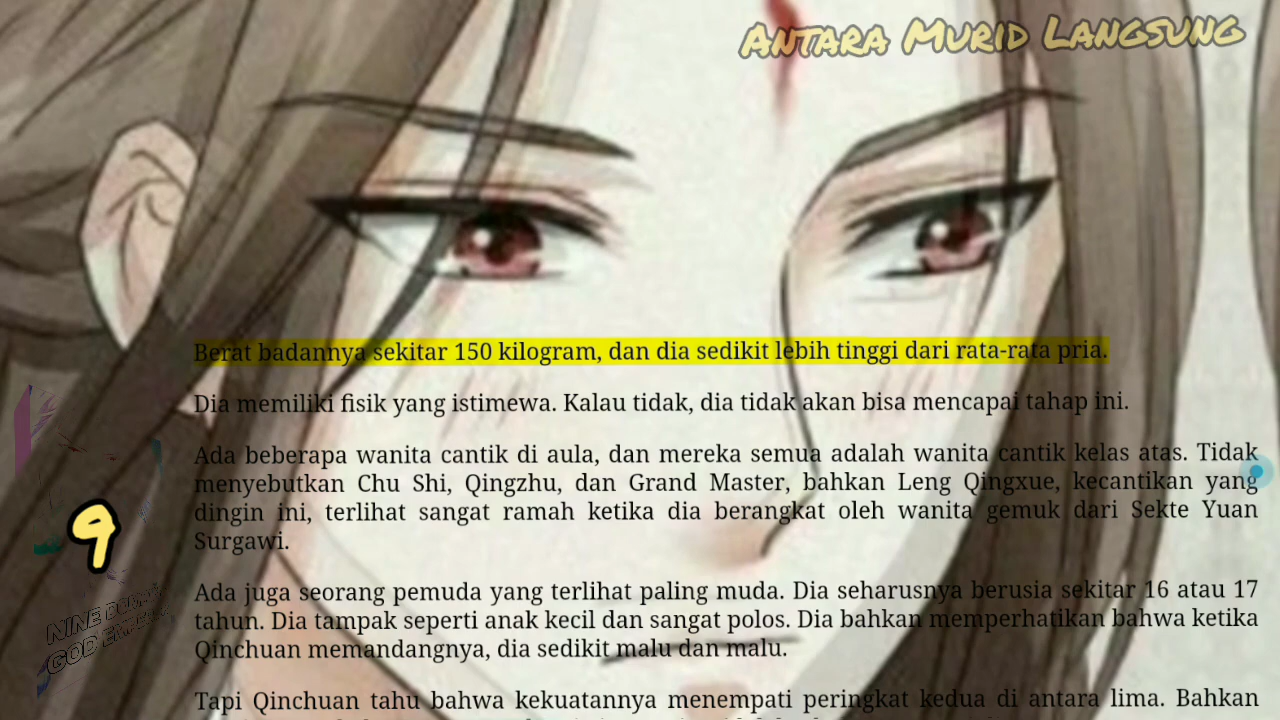 Antara Murid Langsung
Berat badannya sekitar 150 kilogram, dan dia sedikit lebih tinggi dari rata-rata pria.
Dia memiliki fisik yang istimewa. Kalau tidak, dia tidak akan bisa mencapai tahap ini.
Ada beberapa wanita cantik di aula, dan mereka semua adalah wanita cantik kelas atas. Tidak
menyebutkan Chu Shi, Qingzhu, dan Grand Master, bahkan Leng Qingxue, kecantikan yang
dingin ini, terlihat sangat ramah ketika dia berangkat oleh wanita gemuk dari Sekte Yuan
Surgawi.
Ada juga seorang pemuda yang terlihat paling muda. Dia seharusnya berusia sekitar 16 atau 17
tahun. Dia tampak seperti anak kecil dan sangat polos. Dia bahkan memperhatikan bahwa ketika
Qinchuan memandangnya, dia sedikit malu dan malu.
Tapi Qinchuan tahu bahwa kekuatannya menempati peringkat kedua di antara lima. Bahkan
9
NINE
GOD